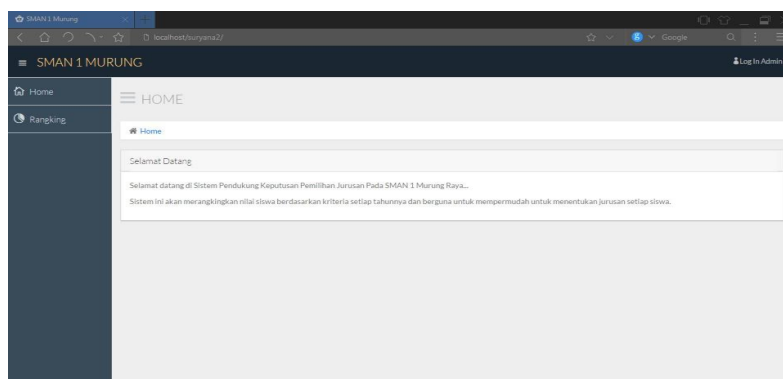 SMAN 1 Murung
localhost/suryana2/
Google
SMAN 1 MURUNG
Log In Admin
Home
Rangking
HOME
Home
Selamat Datang
Selamat datang di Sistem Pendukung Keputusan Pemilihan Jurusan Pada SMAN 1 Murung Raya...
Sistem ini akan merangkingkan nilai siswa berdasarkan kriteria setiap tahunnya dan berguna untuk mempermudah untuk menentukan jurusan setiap siswa.